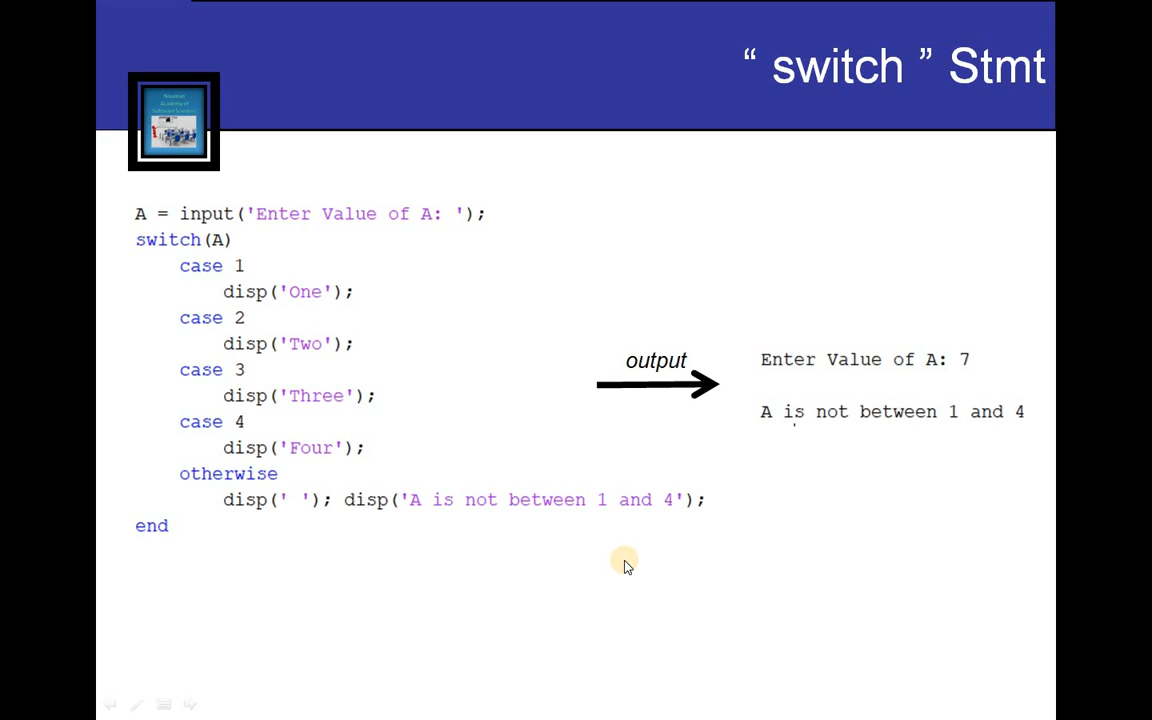 “ switch ” Stmt
Academy of
A = input('Enter Value of A: ');
switch(A)
case 1
disp('One');
case 2
disp('Two');
case 3
disp('Three');
case 4
disp('Four');
otherwise
disp(' '); disp('A is not between 1 and 4');
end
output
Enter Value of A: 7
A is not between 1 and 4